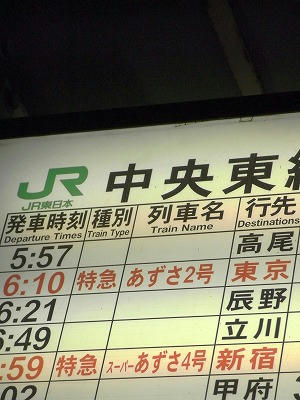 JR 中央東線
JR東日本
発車時刻 種別 列車名 行先
Departure Times Train Type Train Name Destinations
5:57 高尾
6:10 特急 あずさ2号 東京
6:21 辰野
6:49 立川
:59 特急 スーパーあずさ4号 新宿
:02 甲府